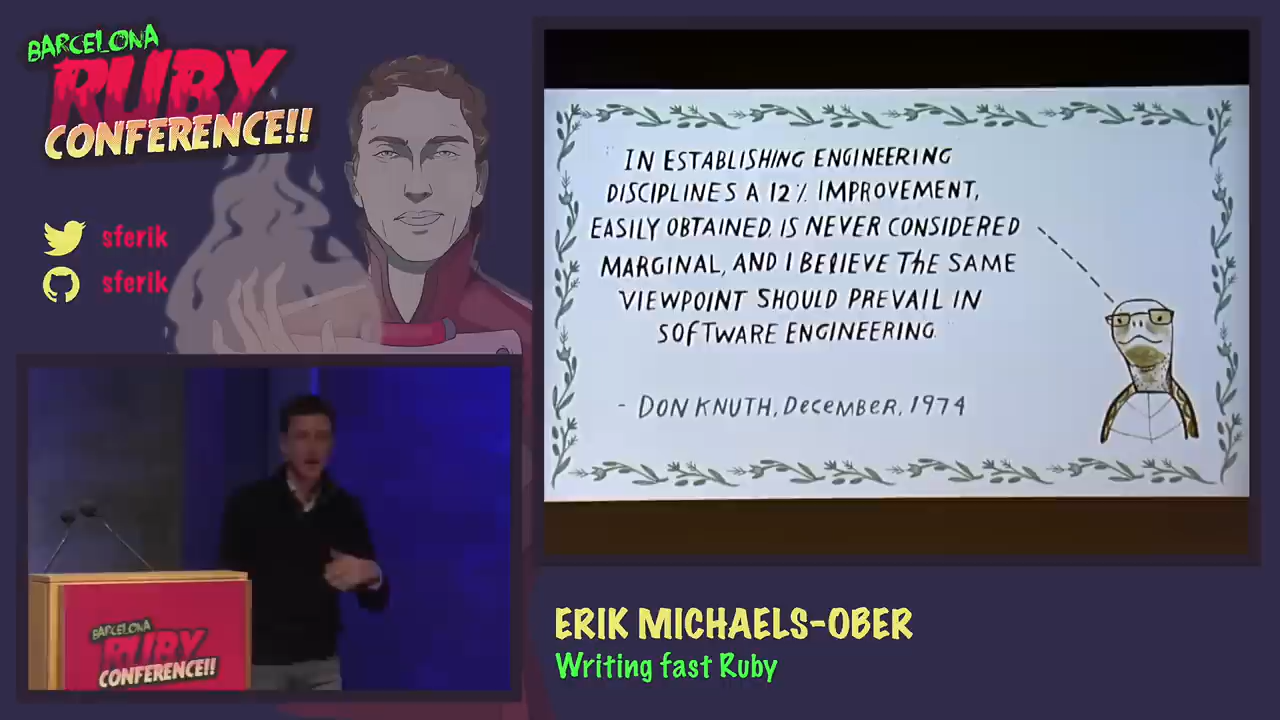 BARCELONA
RUBY
CONFERENCE!!
sferik
sferik
IN ESTABLISHING ENGINEERING
DISCIPLINES A 12% IMPROVEMENT,
EASILY OBTAINED, IS NEVER CONSIDERED
MARGINAL, AND I BELIEVE THE SAME
VIEWPOINT SHOULD PREVAIL IN
SOFTWARE ENGINEERING.
- DON KNUTH, DECEMBER, 1974
BARCELONA
RUBY
CONFERENCE!!
ERIK MICHAELS-OBER
Writing fast Ruby